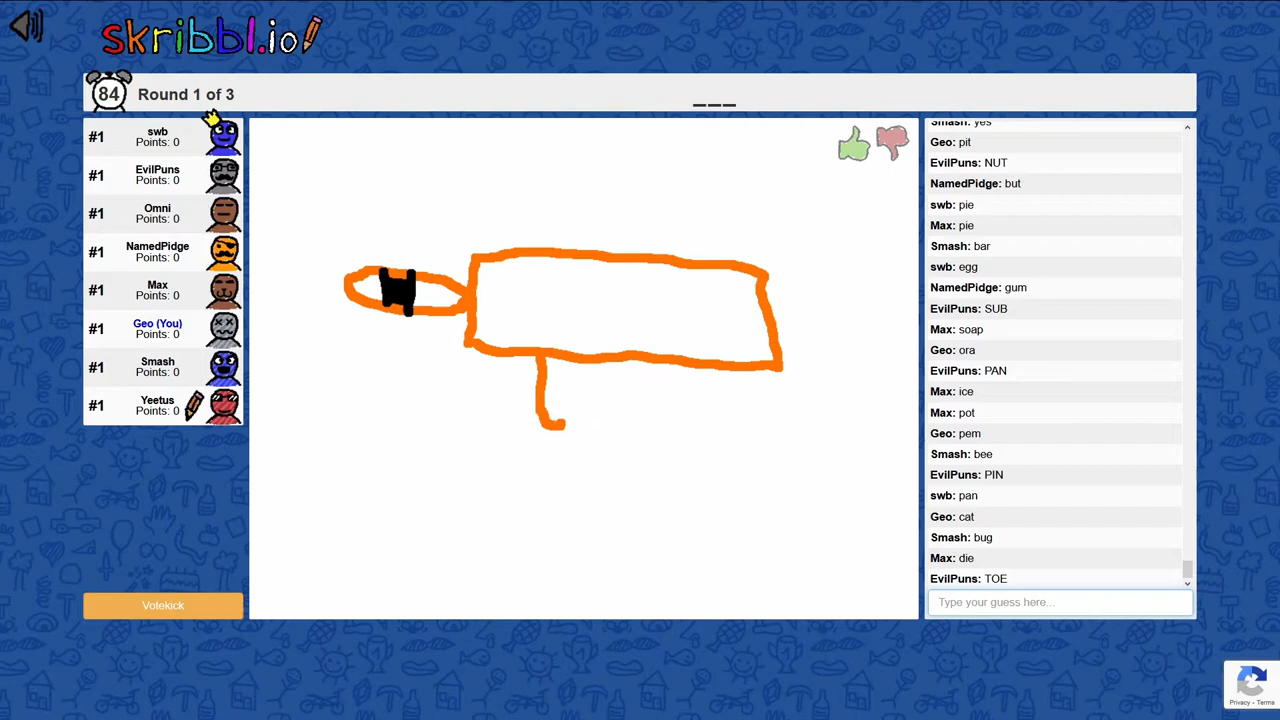 skribbl.io
84 Round 1 of 3
___
#1 swb
Points: 0
#1 EvilPuns
Points: 0
#1 Omni
Points: 0
#1 NamedPidge
Points: 0
#1 Max
Points: 0
#1 Geo (You)
Points: 0
#1 Smash
Points: 0
#1 Yeetus
Points: 0
Votekick
Smash: yes
Geo: pit
EvilPuns: NUT
NamedPidge: but
swb: pie
Max: pie
Smash: bar
swb: egg
NamedPidge: gum
EvilPuns: SUB
Max: soap
Geo: ora
EvilPuns: PAN
Max: ice
Max: pot
Geo: pem
Smash: bee
EvilPuns: PIN
swb: pan
Geo: cat
Smash: bug
Max: die
EvilPuns: TOE
Type your guess here...
Privacy - Terms